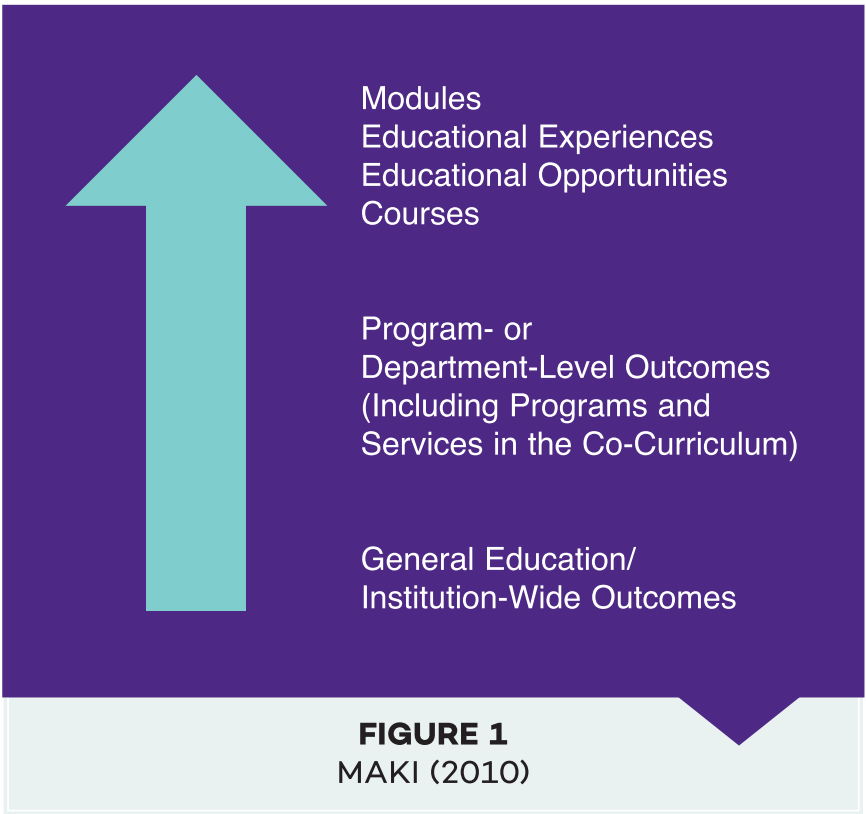 Modules
Educational Experiences
Educational Opportunities
Courses
Program- or
Department-Level Outcomes
(Including Programs and
Services in the Co-Curriculum)
General Education/
Institution-Wide Outcomes
FIGURE 1
MAKI (2010)